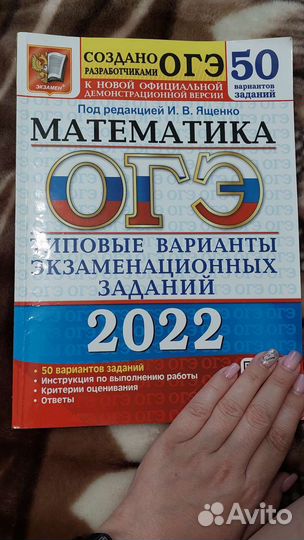 СОЗДАНО
РАЗРАБОТЧИКАМИ ОГЭ
К НОВОЙ ОФИЦИАЛЬНОЙ
ДЕМОНСТРАЦИОННОЙ ВЕРСИИ
50
вариантов
заданий
ЭКЗАМЕН
Под редакцией И. В. Ященко
МАТЕМАТИКА
ОГЭ
ТИПОВЫЕ ВАРИАНТЫ
ЭКЗАМЕНАЦИОННЫХ
ЗАДАНИЙ
2022
• 50 вариантов заданий
• Инструкция по выполнению работы
• Критерии оценивания
• Ответы
Avito